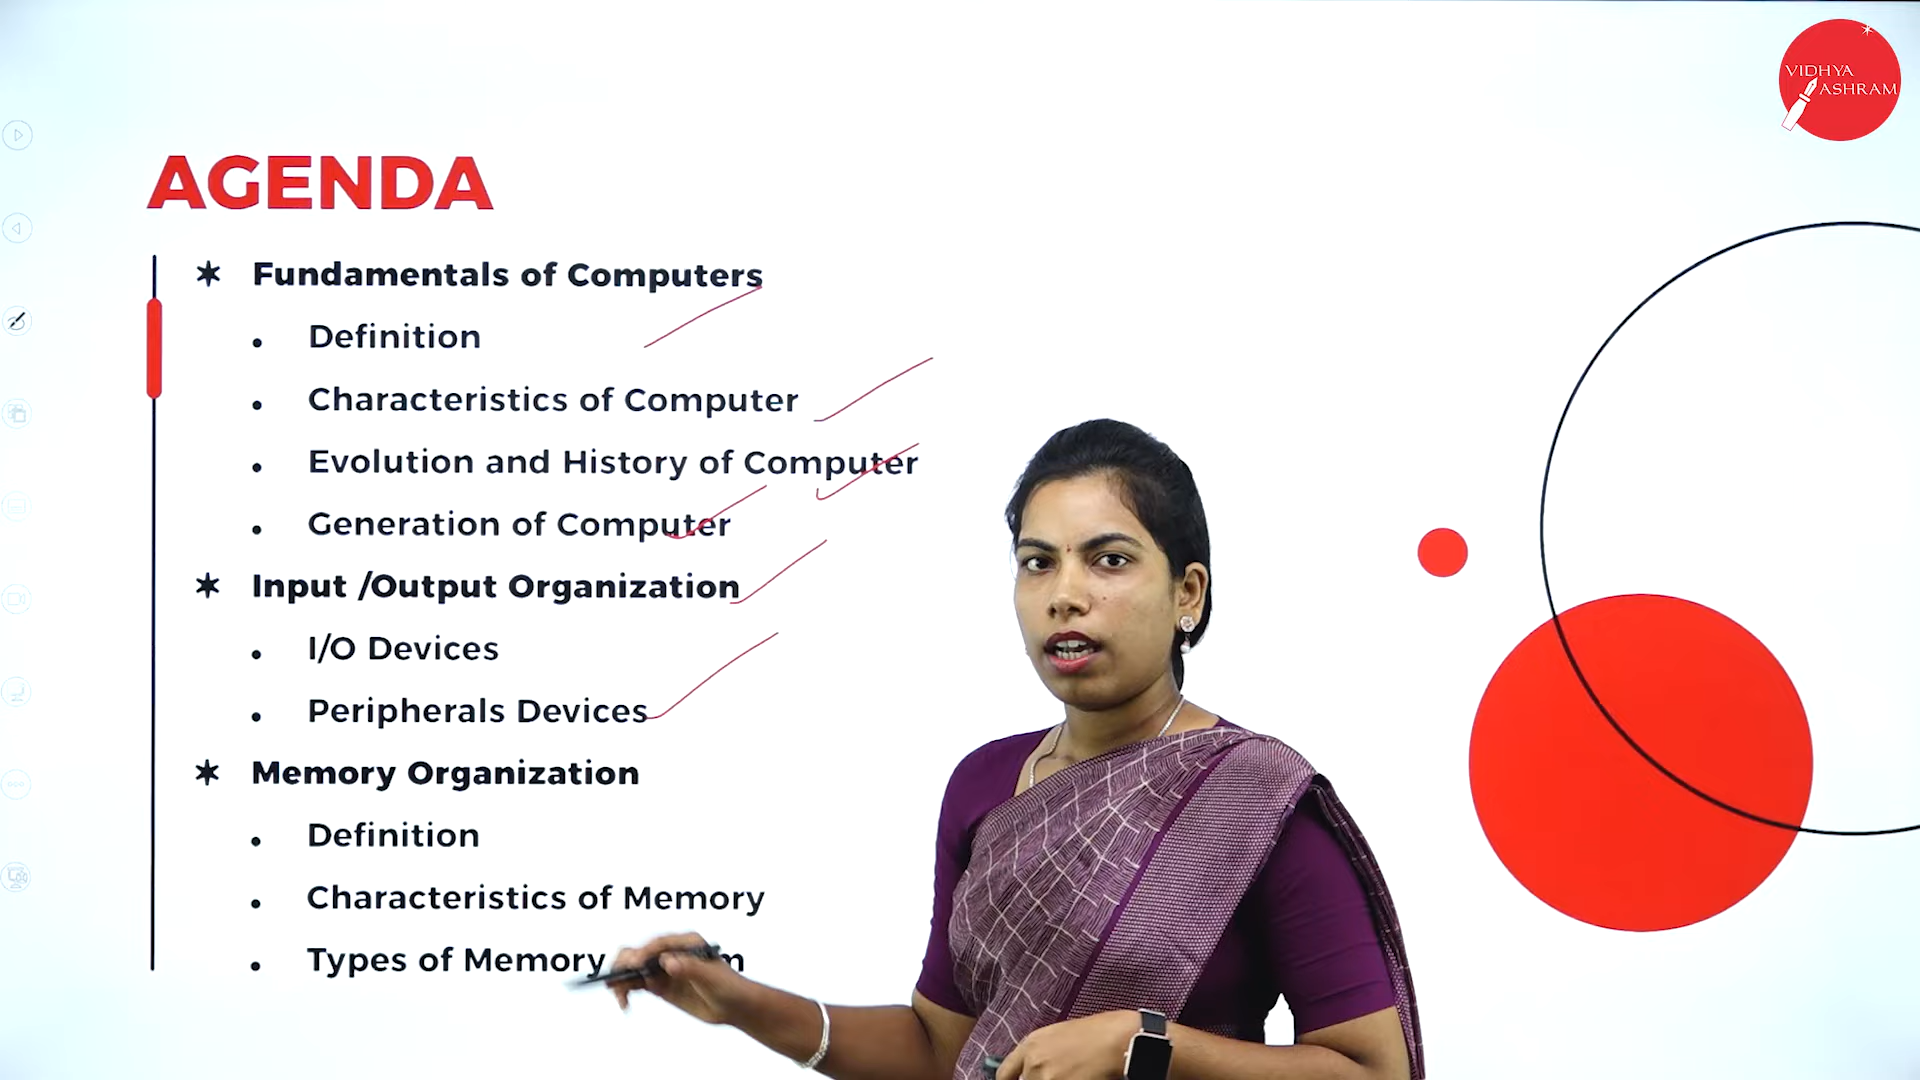 VIDHYA
ASHRAM
AGENDA
Fundamentals of Computers
Definition
Characteristics of Computer
Evolution and History of Computer
Generation of Computer
Input /Output Organization
I/O Devices
Peripherals Devices
Memory Organization
Definition
Characteristics of Memory
Types of Memory